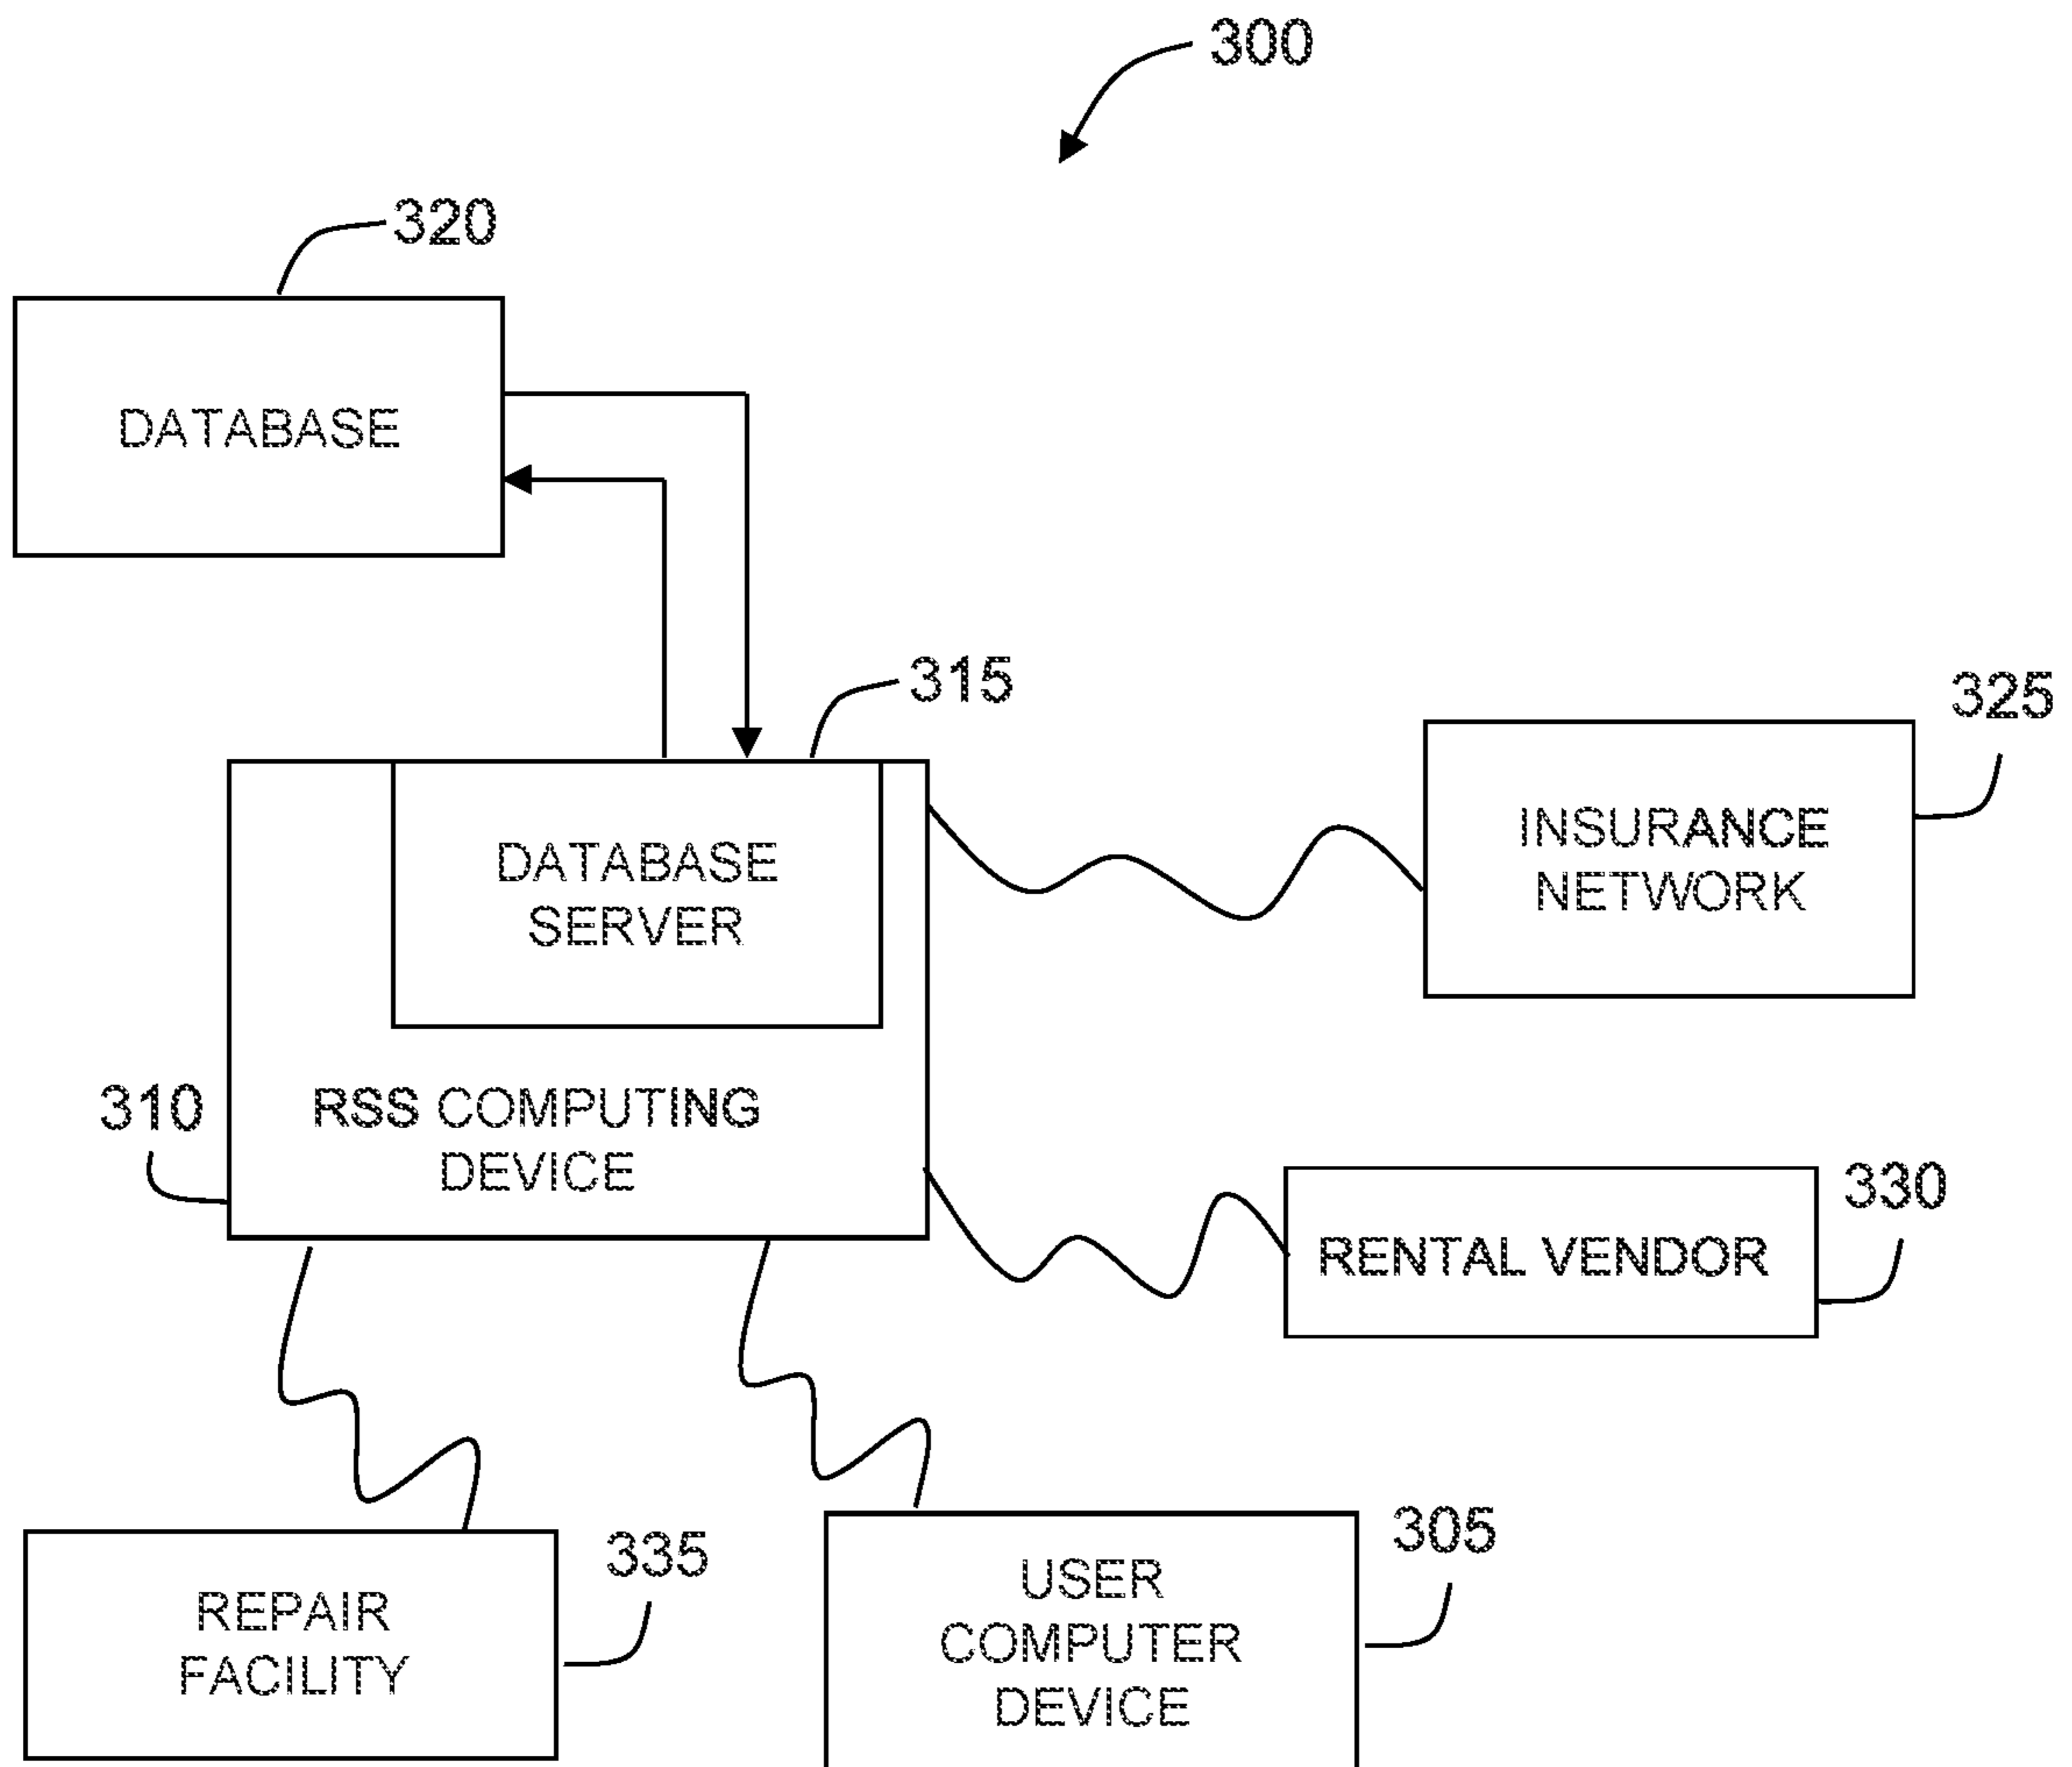 300
320
DATABASE
315
325
DATABASE
SERVER
INSURANCE
NETWORK
310
RSS COMPUTING
DEVICE
330
RENTAL VENDOR
335
305
REPAIR
FACILITY
USER
COMPUTER
DEVICE